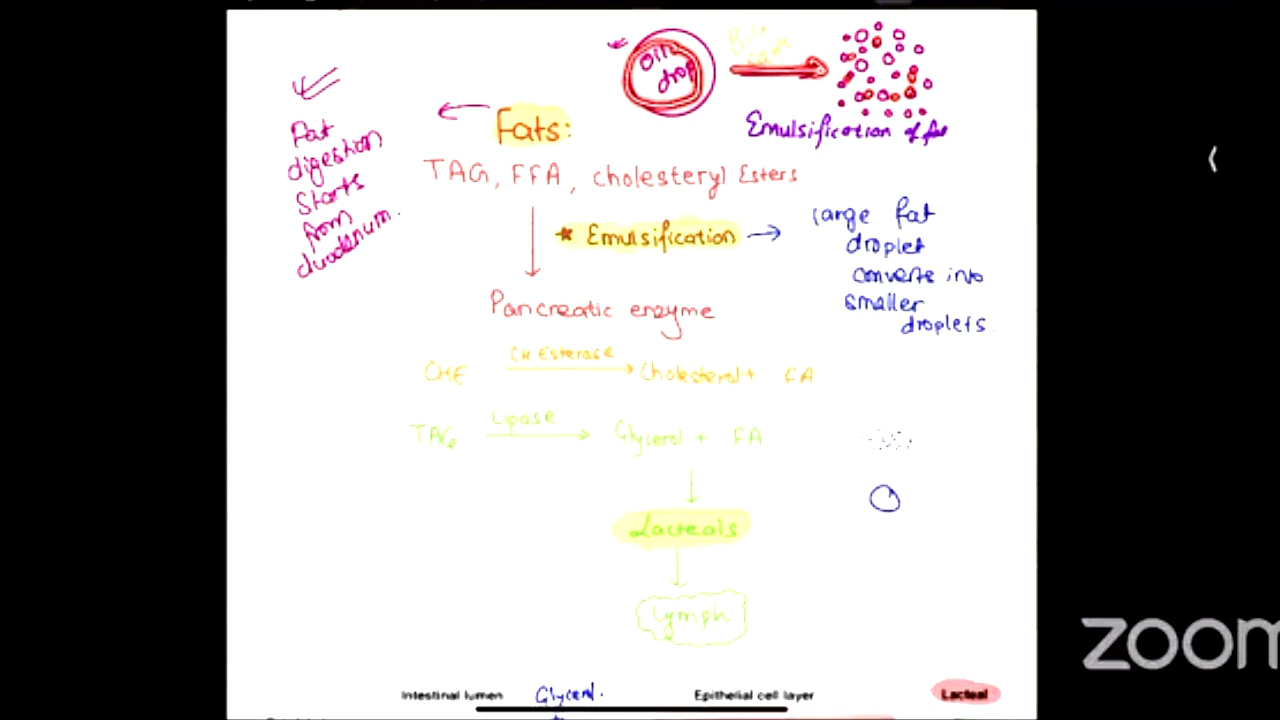 Oil
drop
Bile
Emulsification of fat
Fats:
Fat
digestion
starts
from
duodenum.
TAG, FFA, cholesteryl Esters
* Emulsification
large fat
droplet
converts into
smaller
droplets.
Pancreatic enzyme
CHE CH Esterase Cholesterol + FA
TAG Lipase Glycerol + FA
Lacteals
Lymph
zoom
Intestinal lumen Glycerol. Epithelial cell layer Lacteal